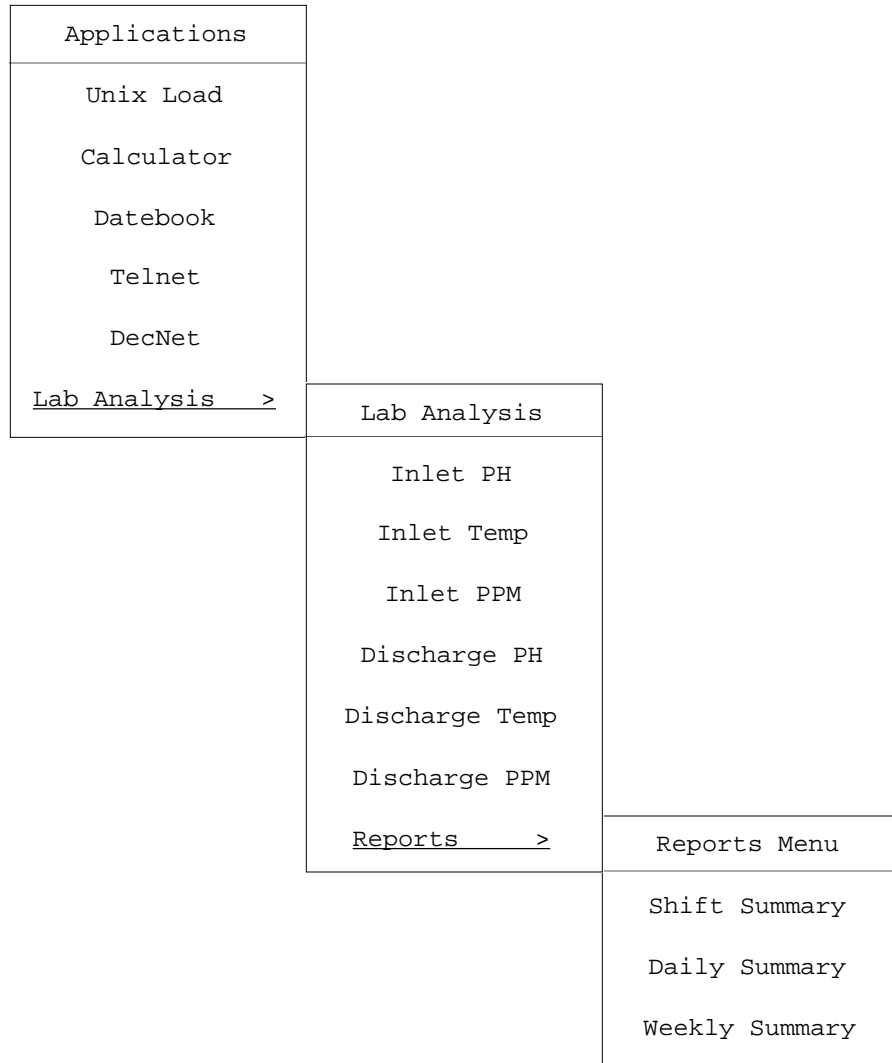 Applications
Unix Load
Calculator
Datebook
Telnet
DecNet
Lab Analysis >
Lab Analysis
Inlet PH
Inlet Temp
Inlet PPM
Discharge PH
Discharge Temp
Discharge PPM
Reports >
Reports Menu
Shift Summary
Daily Summary
Weekly Summary